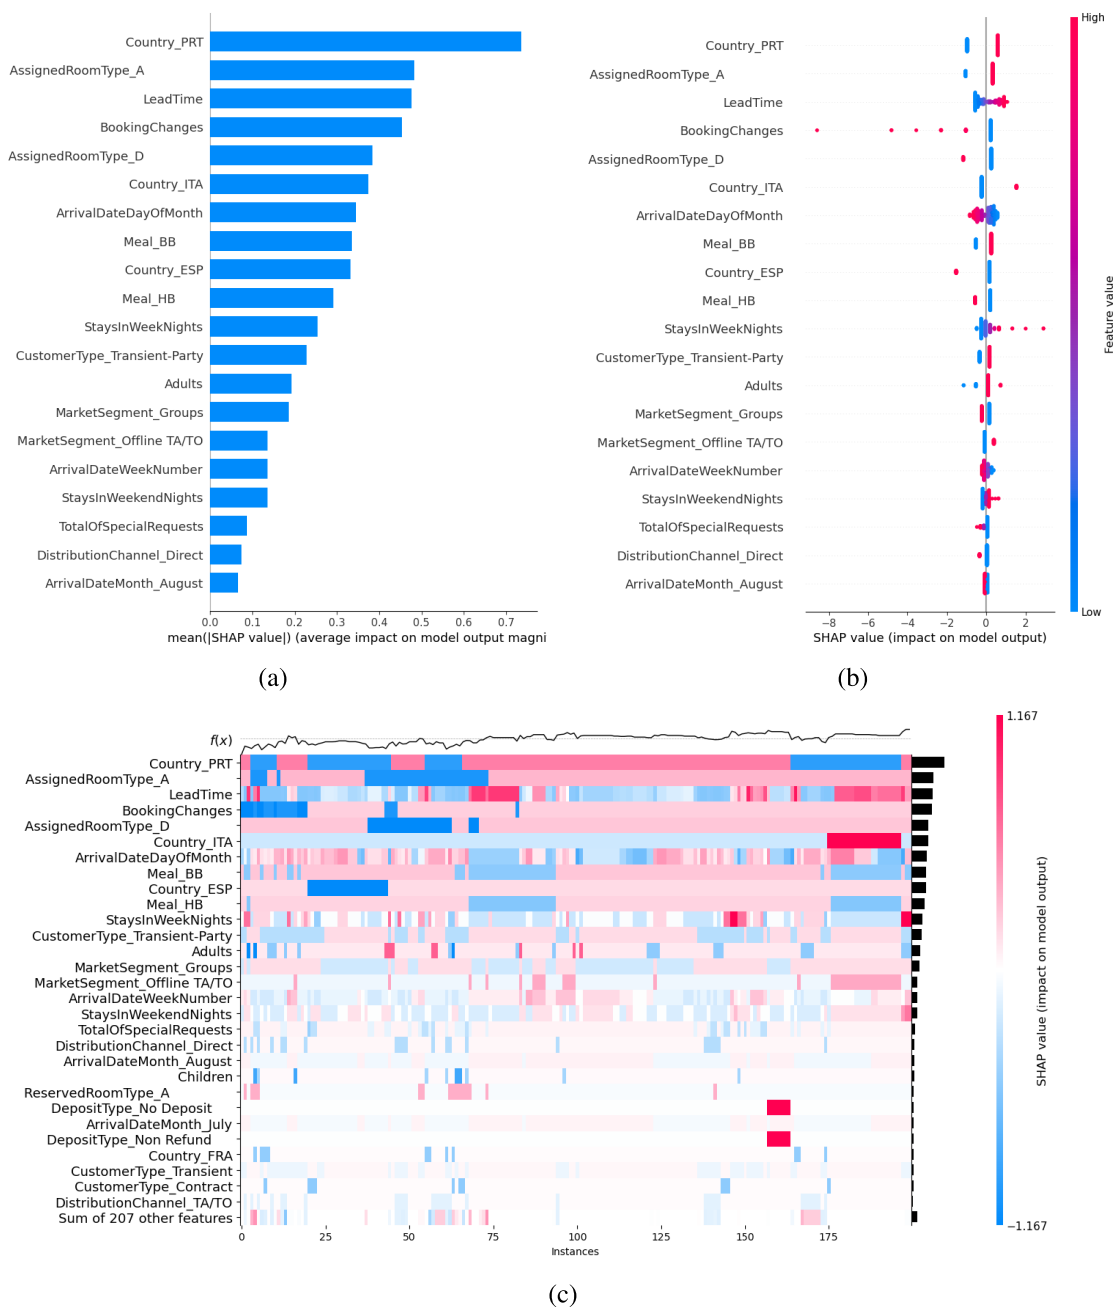 Country_PRT
AssignedRoomType_A
LeadTime
BookingChanges
AssignedRoomType_D
Country_ITA
ArrivalDateDayOfMonth
Meal_BB
Country_ESP
Meal_HB
StaysInWeekNights
CustomerType_Transient-Party
Adults
MarketSegment_Groups
MarketSegment_Offline TA/TO
ArrivalDateWeekNumber
StaysInWeekendNights
TotalOfSpecialRequests
DistributionChannel_Direct
ArrivalDateMonth_August
0.0 0.1 0.2 0.3 0.4 0.5 0.6 0.7
mean(|SHAP value|) (average impact on model output magni
(a)
Country_PRT
AssignedRoomType_A
LeadTime
BookingChanges
AssignedRoomType_D
Country_ITA
ArrivalDateDayOfMonth
Meal_BB
Country_ESP
Meal_HB
StaysInWeekNights
CustomerType_Transient-Party
Adults
MarketSegment_Groups
MarketSegment_Offline TA/TO
ArrivalDateWeekNumber
StaysInWeekendNights
TotalOfSpecialRequests
DistributionChannel_Direct
ArrivalDateMonth_August
−8 −6 −4 −2 0 2
SHAP value (impact on model output)
High
Feature value
Low
(b)
f(x)
Country_PRT
AssignedRoomType_A
LeadTime
BookingChanges
AssignedRoomType_D
Country_ITA
ArrivalDateDayOfMonth
Meal_BB
Country_ESP
Meal_HB
StaysInWeekNights
CustomerType_Transient-Party
Adults
MarketSegment_Groups
MarketSegment_Offline TA/TO
ArrivalDateWeekNumber
StaysInWeekendNights
TotalOfSpecialRequests
DistributionChannel_Direct
ArrivalDateMonth_August
Children
ReservedRoomType_A
DepositType_No Deposit
ArrivalDateMonth_July
DepositType_Non Refund
Country_FRA
CustomerType_Transient
CustomerType_Contract
DistributionChannel_TA/TO
Sum of 207 other features
0 25 50 75 100 125 150 175
Instances
1.167
SHAP value (impact on model output)
−1.167
(c)